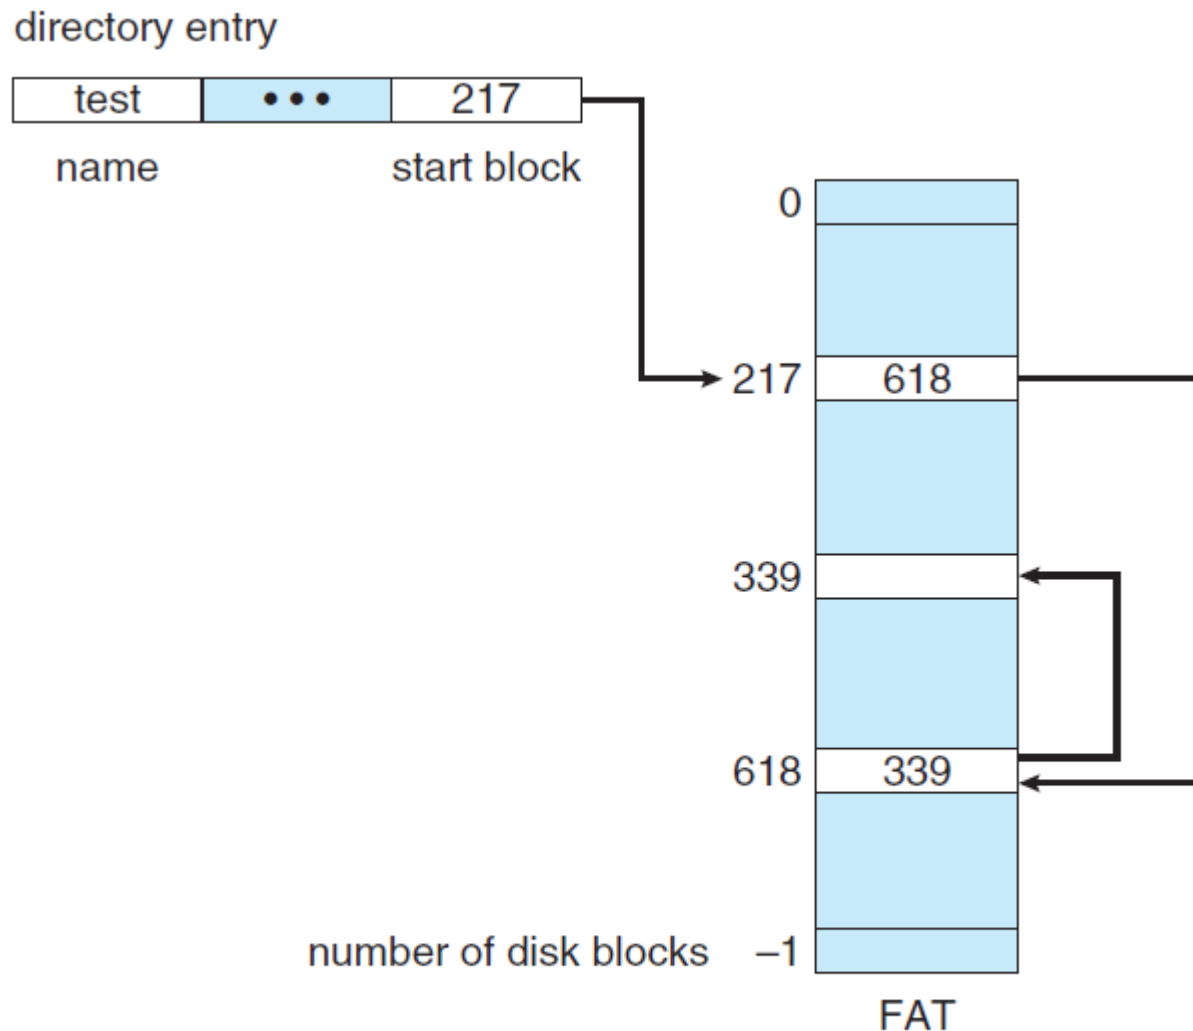 directory entry
test ••• 217
name start block
0
217 618
339
618 339
number of disk blocks –1
FAT